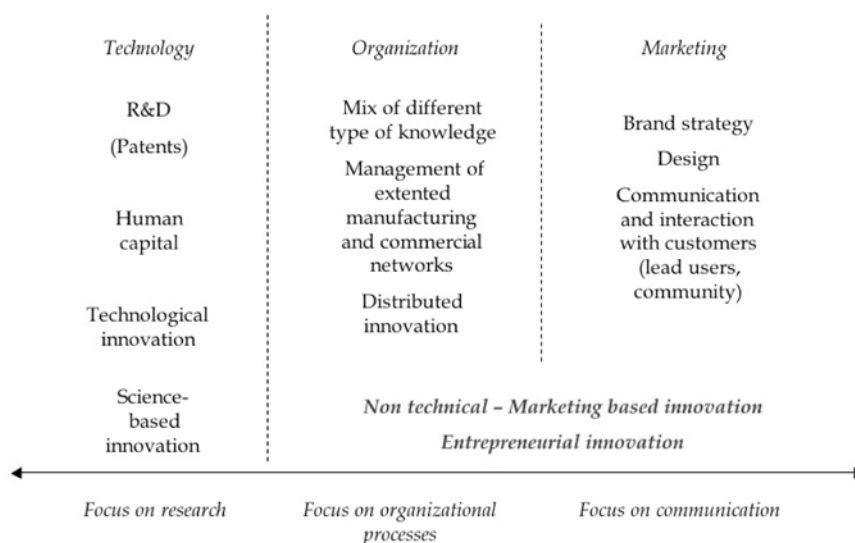 Technology
Organization
Marketing
R&D
(Patents)
Human
capital
Technological
innovation
Science-
based
innovation
Mix of different
type of knowledge
Management of
extented
manufacturing
and commercial
networks
Distributed
innovation
Brand strategy
Design
Communication
and interaction
with customers
(lead users,
community)
Non technical – Marketing based innovation
Entrepreneurial innovation
Focus on research
Focus on organizational
processes
Focus on communication